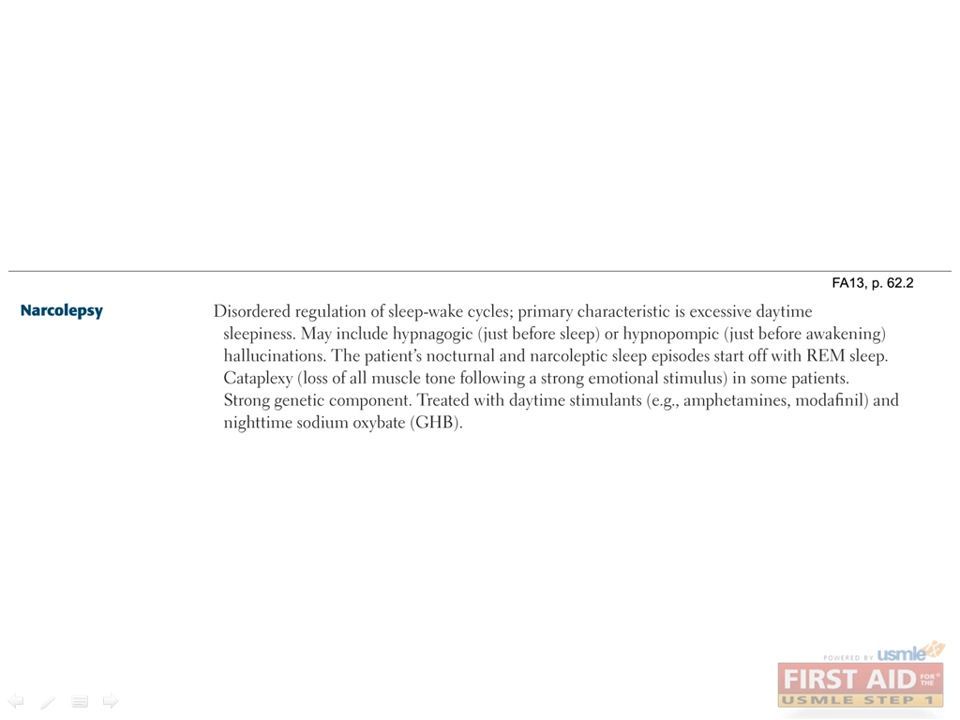 FA13, p. 62.2
Narcolepsy
Disordered regulation of sleep-wake cycles; primary characteristic is excessive daytime
sleepiness. May include hypnagogic (just before sleep) or hypnopompic (just before awakening)
hallucinations. The patient's nocturnal and narcoleptic sleep episodes start off with REM sleep.
Cataplexy (loss of all muscle tone following a strong emotional stimulus) in some patients.
Strong genetic component. Treated with daytime stimulants (e.g., amphetamines, modafinil) and
nighttime sodium oxybate (GHB).
POWERED BY usmle
FIRST AID FOR THE®
USMLE STEP 1